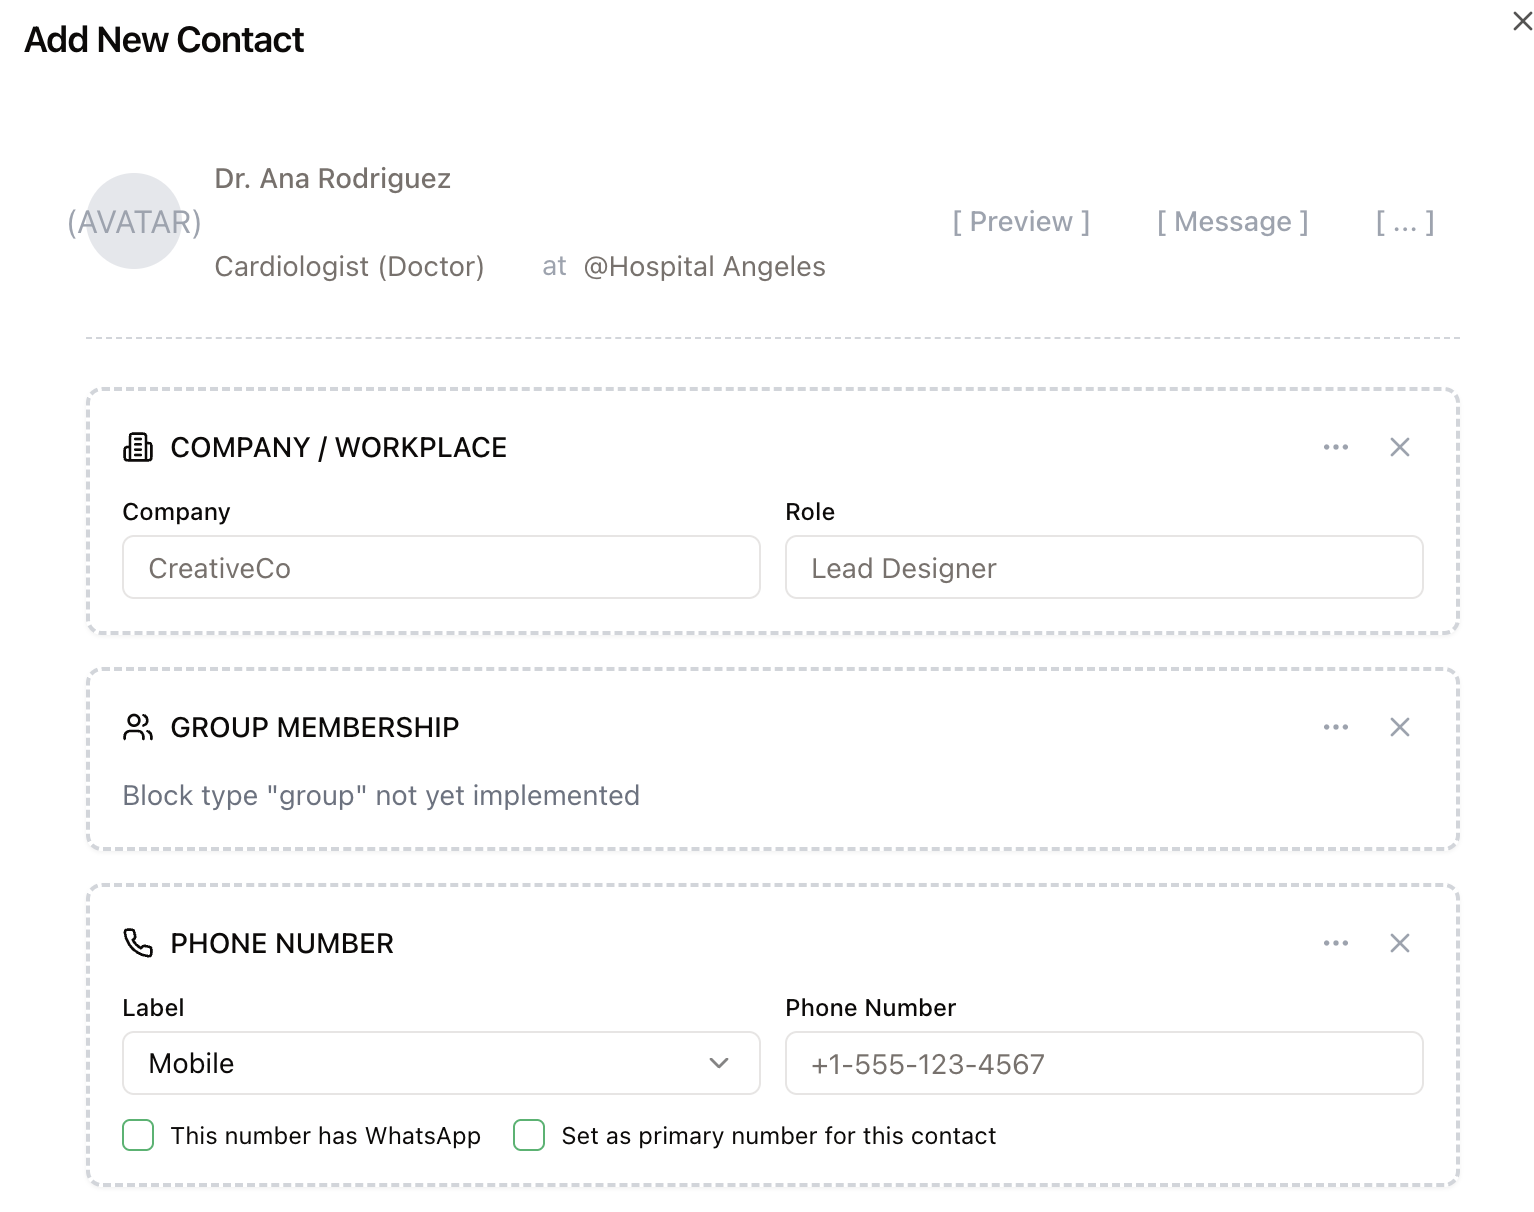 Add New Contact
Dr. Ana Rodriguez
(AVATAR)
[ Preview ] [ Message ] [ ... ]
Cardiologist (Doctor) at @Hospital Angeles
COMPANY / WORKPLACE
Company Role
CreativeCo Lead Designer
GROUP MEMBERSHIP
Block type "group" not yet implemented
PHONE NUMBER
Label Phone Number
Mobile +1-555-123-4567
This number has WhatsApp Set as primary number for this contact